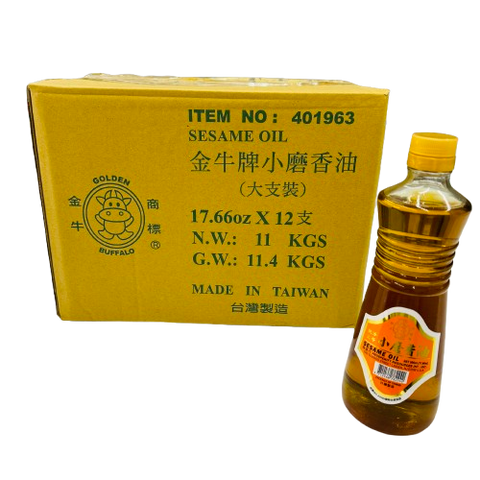 ITEM NO: 401963
SESAME OIL
金牛牌小磨香油
(大支裝)
17.66oz X 12支
N.W.: 11 KGS
G.W.: 11.4 KGS
MADE IN TAIWAN
台灣製造
金牛
GOLDEN
BUFFALO
商標
®
小磨香油
SESAME OIL